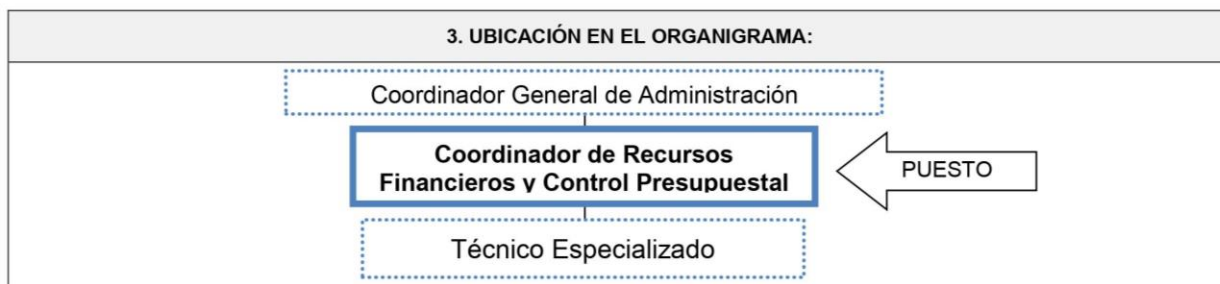 3. UBICACIÓN EN EL ORGANIGRAMA:
Coordinador General de Administración
Coordinador de Recursos
Financieros y Control Presupuestal
PUESTO
Técnico Especializado